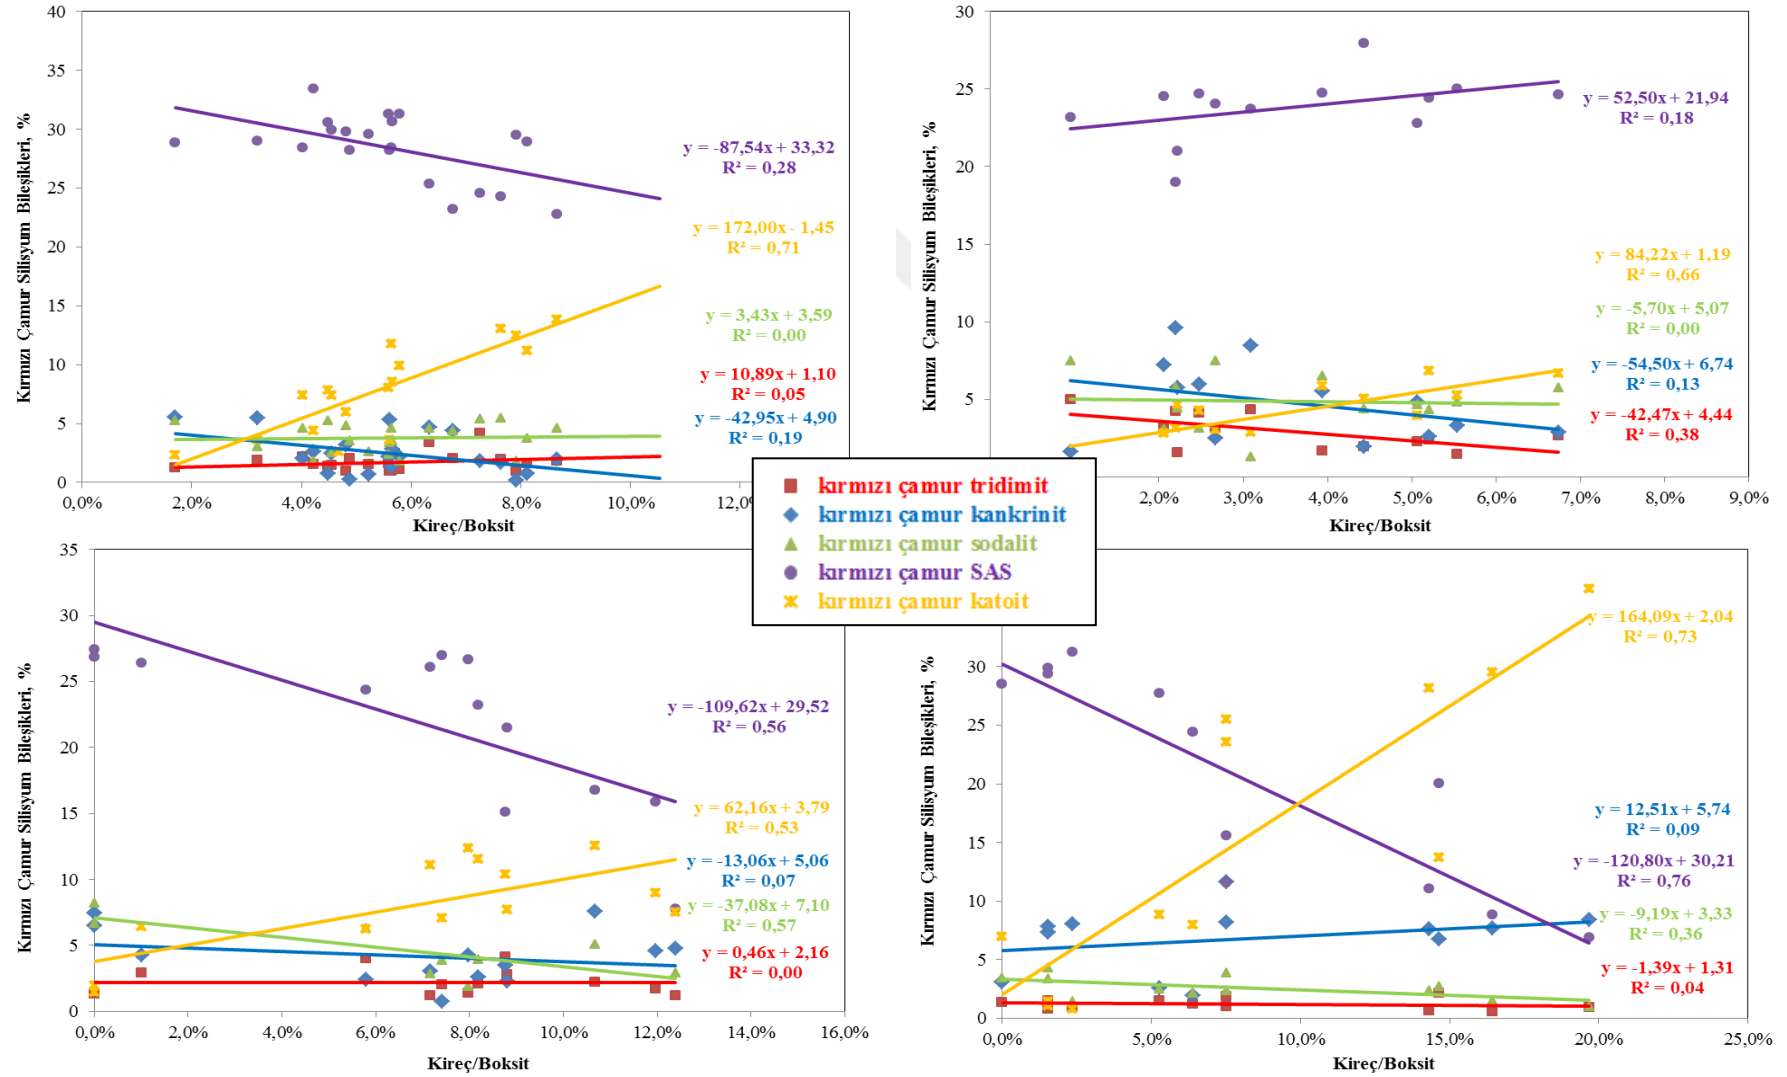 40
35
30
25
20
15
10
5
0
0,0%
2,0%
4,0%
6,0%
8,0%
10,0%
12,0%
Kireç/Boksit
Kırmızı Çamur Silisyum Bileşikleri, %
y = -87,54x + 33,32
R² = 0,28
y = 172,00x - 1,45
R² = 0,71
y = 3,43x + 3,59
R² = 0,00
y = 10,89x + 1,10
R² = 0,05
y = -42,95x + 4,90
R² = 0,19
30
25
20
15
10
5
2,0%
3,0%
4,0%
5,0%
6,0%
7,0%
8,0%
9,0%
Kireç/Boksit
Kırmızı Çamur Silisyum Bileşikleri, %
y = 52,50x + 21,94
R² = 0,18
y = 84,22x + 1,19
R² = 0,66
y = -5,70x + 5,07
R² = 0,00
y = -54,50x + 6,74
R² = 0,13
y = -42,47x + 4,44
R² = 0,38
kırmızı çamur tridimit
kırmızı çamur kankrinit
kırmızı çamur sodalit
kırmızı çamur SAS
kırmızı çamur katoit
35
30
25
20
15
10
5
0
0,0%
2,0%
4,0%
6,0%
8,0%
10,0%
12,0%
14,0%
16,0%
Kireç/Boksit
Kırmızı Çamur Silisyum Bileşikleri, %
y = -109,62x + 29,52
R² = 0,56
y = 62,16x + 3,79
R² = 0,53
y = -13,06x + 5,06
R² = 0,07
y = -37,08x + 7,10
R² = 0,57
y = 0,46x + 2,16
R² = 0,00
30
25
20
15
10
5
0
0,0%
5,0%
10,0%
15,0%
20,0%
25,0%
Kireç/Boksit
Kırmızı Çamur Silisyum Bileşikleri, %
y = 164,09x + 2,04
R² = 0,73
y = 12,51x + 5,74
R² = 0,09
y = -120,80x + 30,21
R² = 0,76
y = -9,19x + 3,33
R² = 0,36
y = -1,39x + 1,31
R² = 0,04